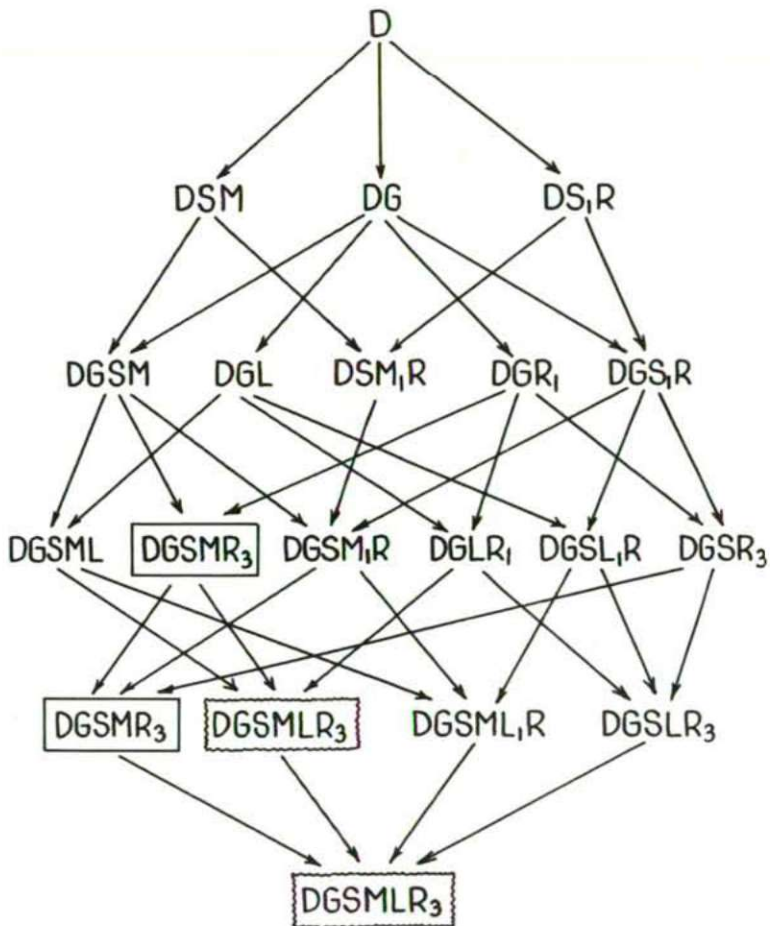 D
DSM DG DS₁R
DGSM DGL DSM₁R DGR₁ DGS₁R
DGSML DGSMR₃ DGSM₁R DGLR₁ DGSL₁R DGSR₃
DGSMR₃ DGSMLR₃ DGSML₁R DGSLR₃
DGSMLR₃